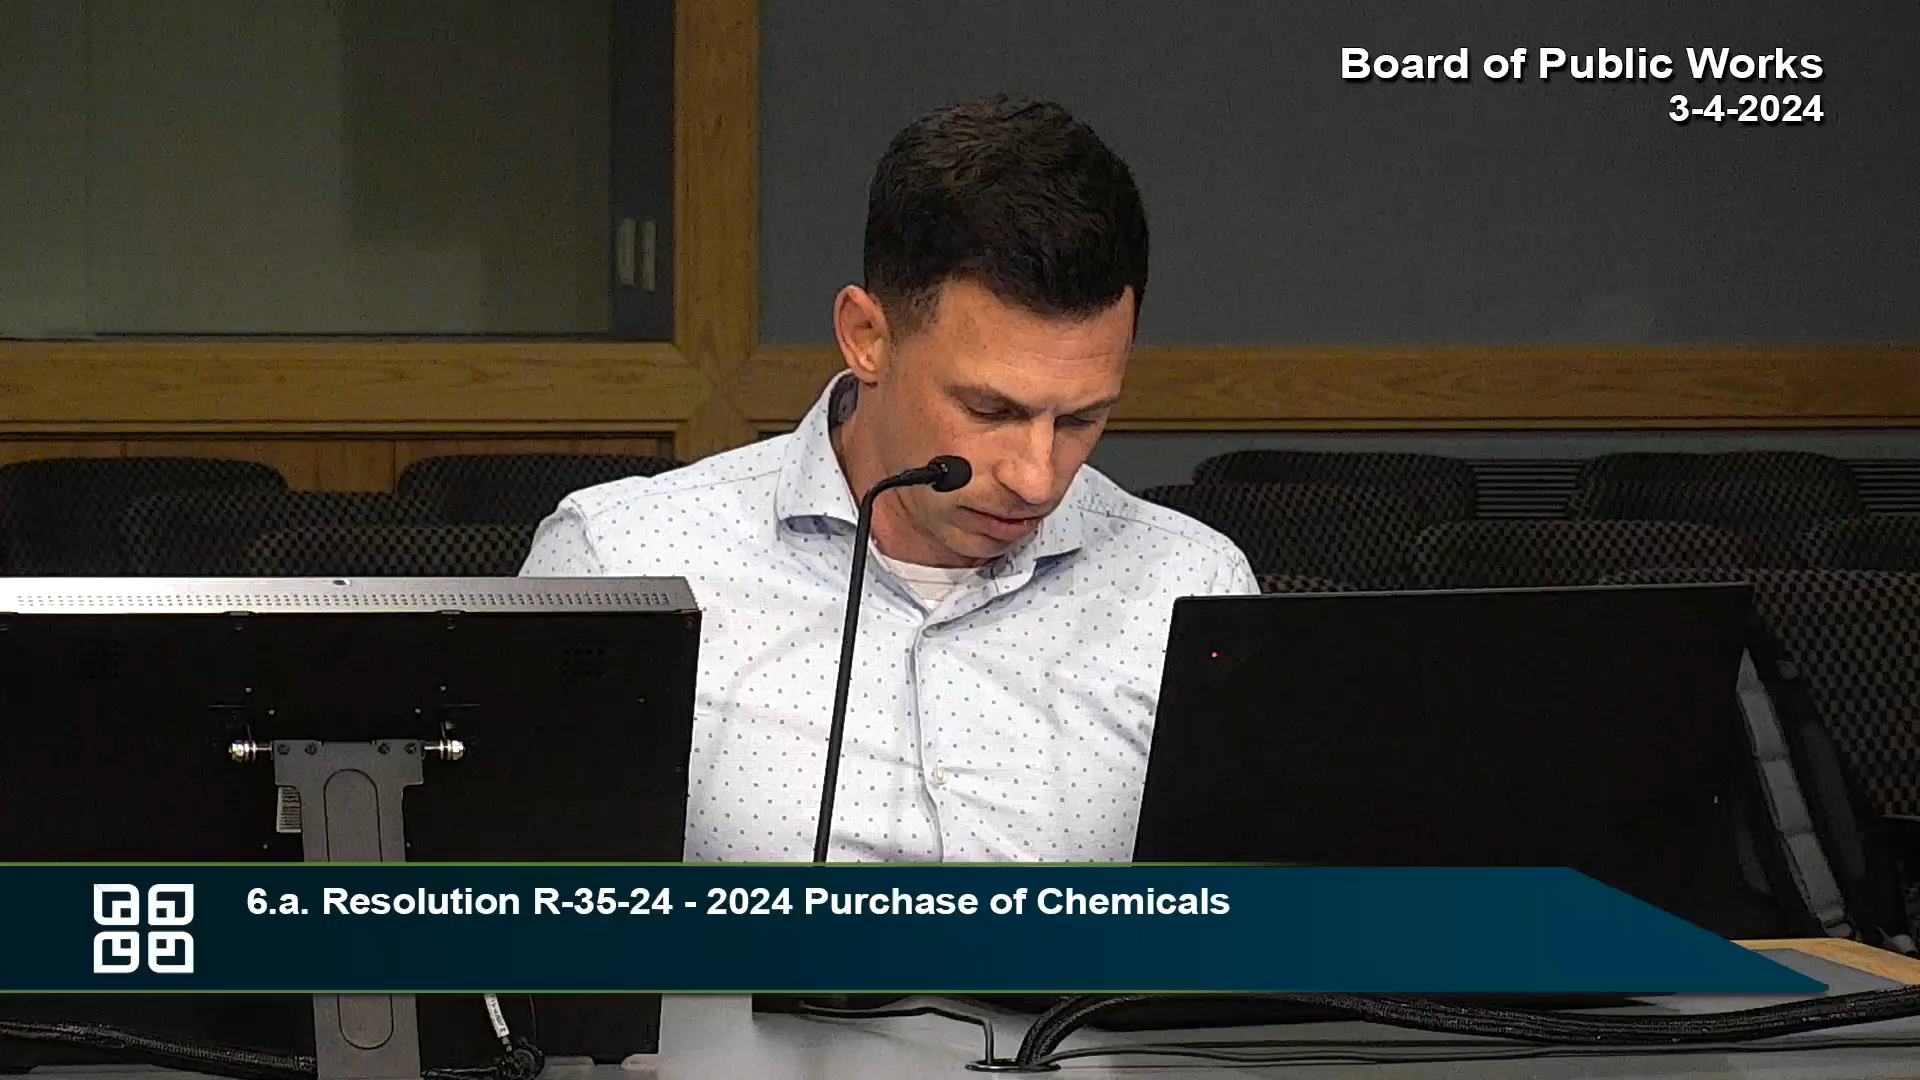 Board of Public Works
3-4-2024
6.a. Resolution R-35-24 - 2024 Purchase of Chemicals